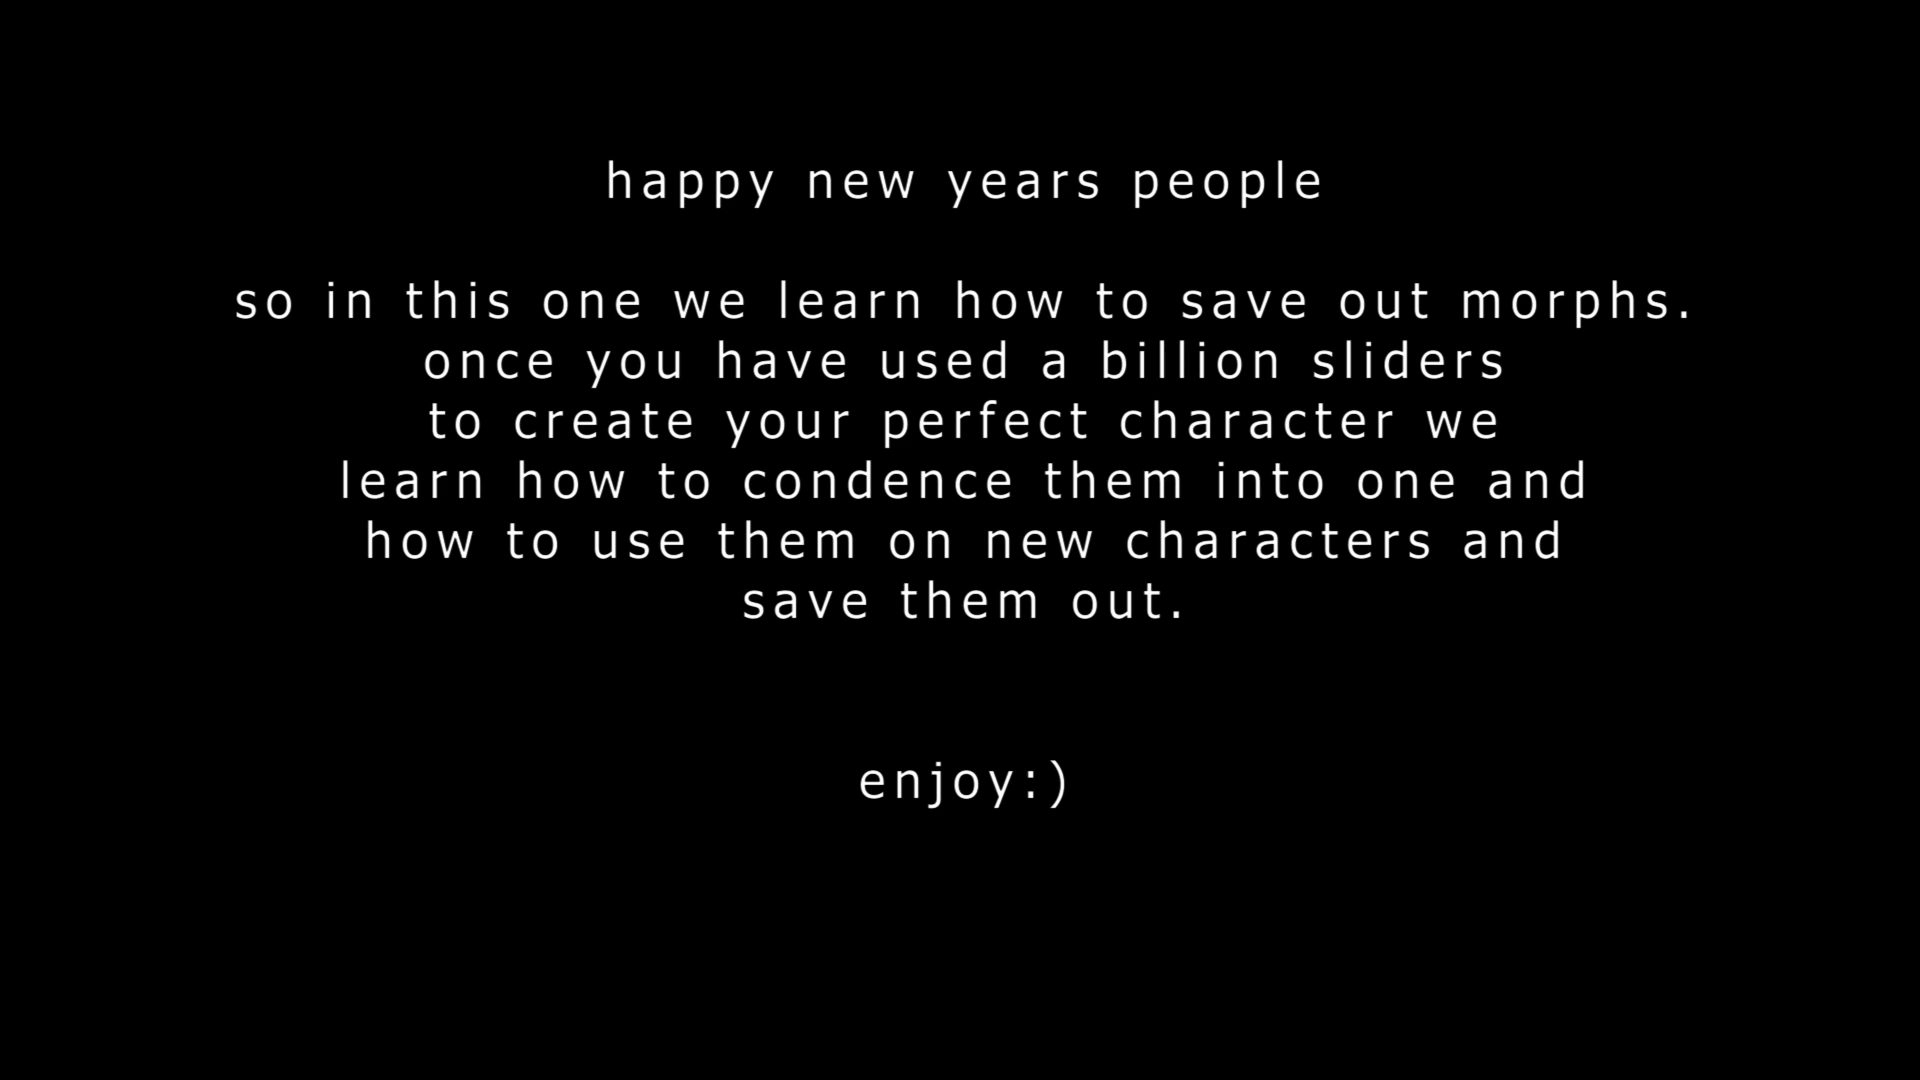 happy new years people
so in this one we learn how to save out morphs.
once you have used a billion sliders
to create your perfect character we
learn how to condence them into one and
how to use them on new characters and
save them out.
enjoy:)